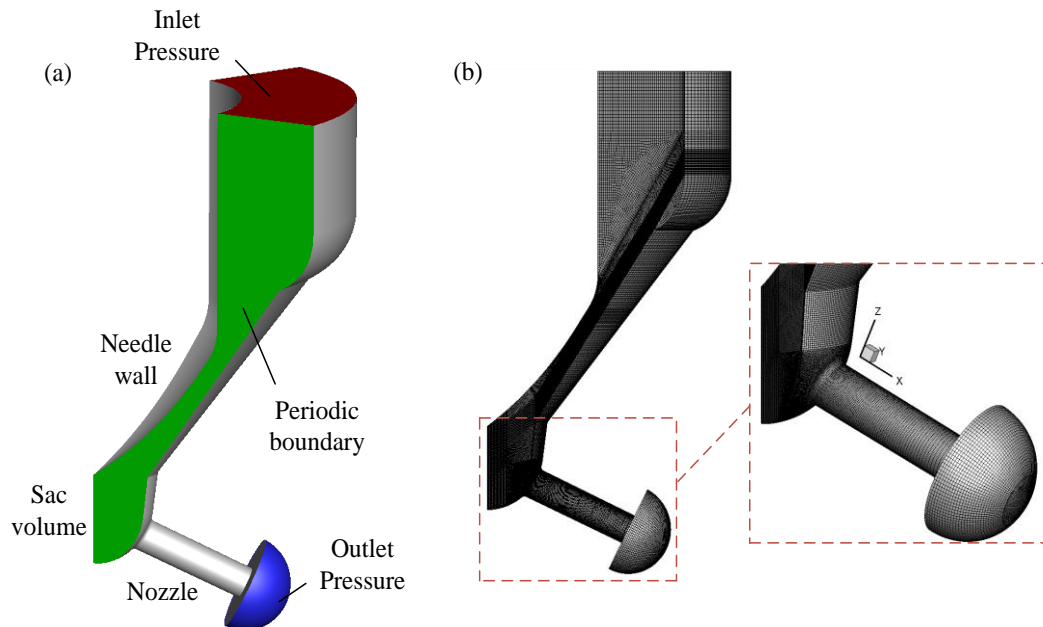 Inlet
Pressure
(a)
Needle
wall
Periodic
boundary
Sac
volume
Nozzle
Outlet
Pressure
(b)
Z
Y
X